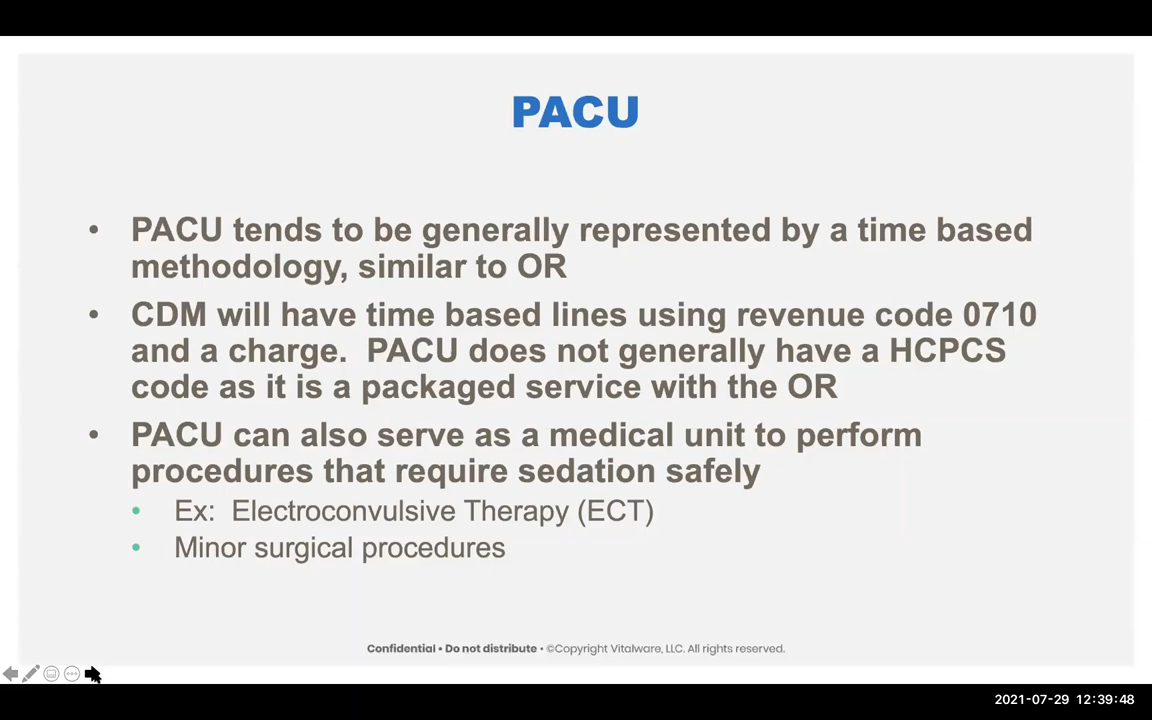 PACU
• PACU tends to be generally represented by a time based
methodology, similar to OR
• CDM will have time based lines using revenue code 0710
and a charge.  PACU does not generally have a HCPCS
code as it is a packaged service with the OR
• PACU can also serve as a medical unit to perform
procedures that require sedation safely
• Ex:  Electroconvulsive Therapy (ECT)
• Minor surgical procedures
Confidential • Do not distribute • ©Copyright Vitalware, LLC. All rights reserved.
2021-07-29 12:39:48